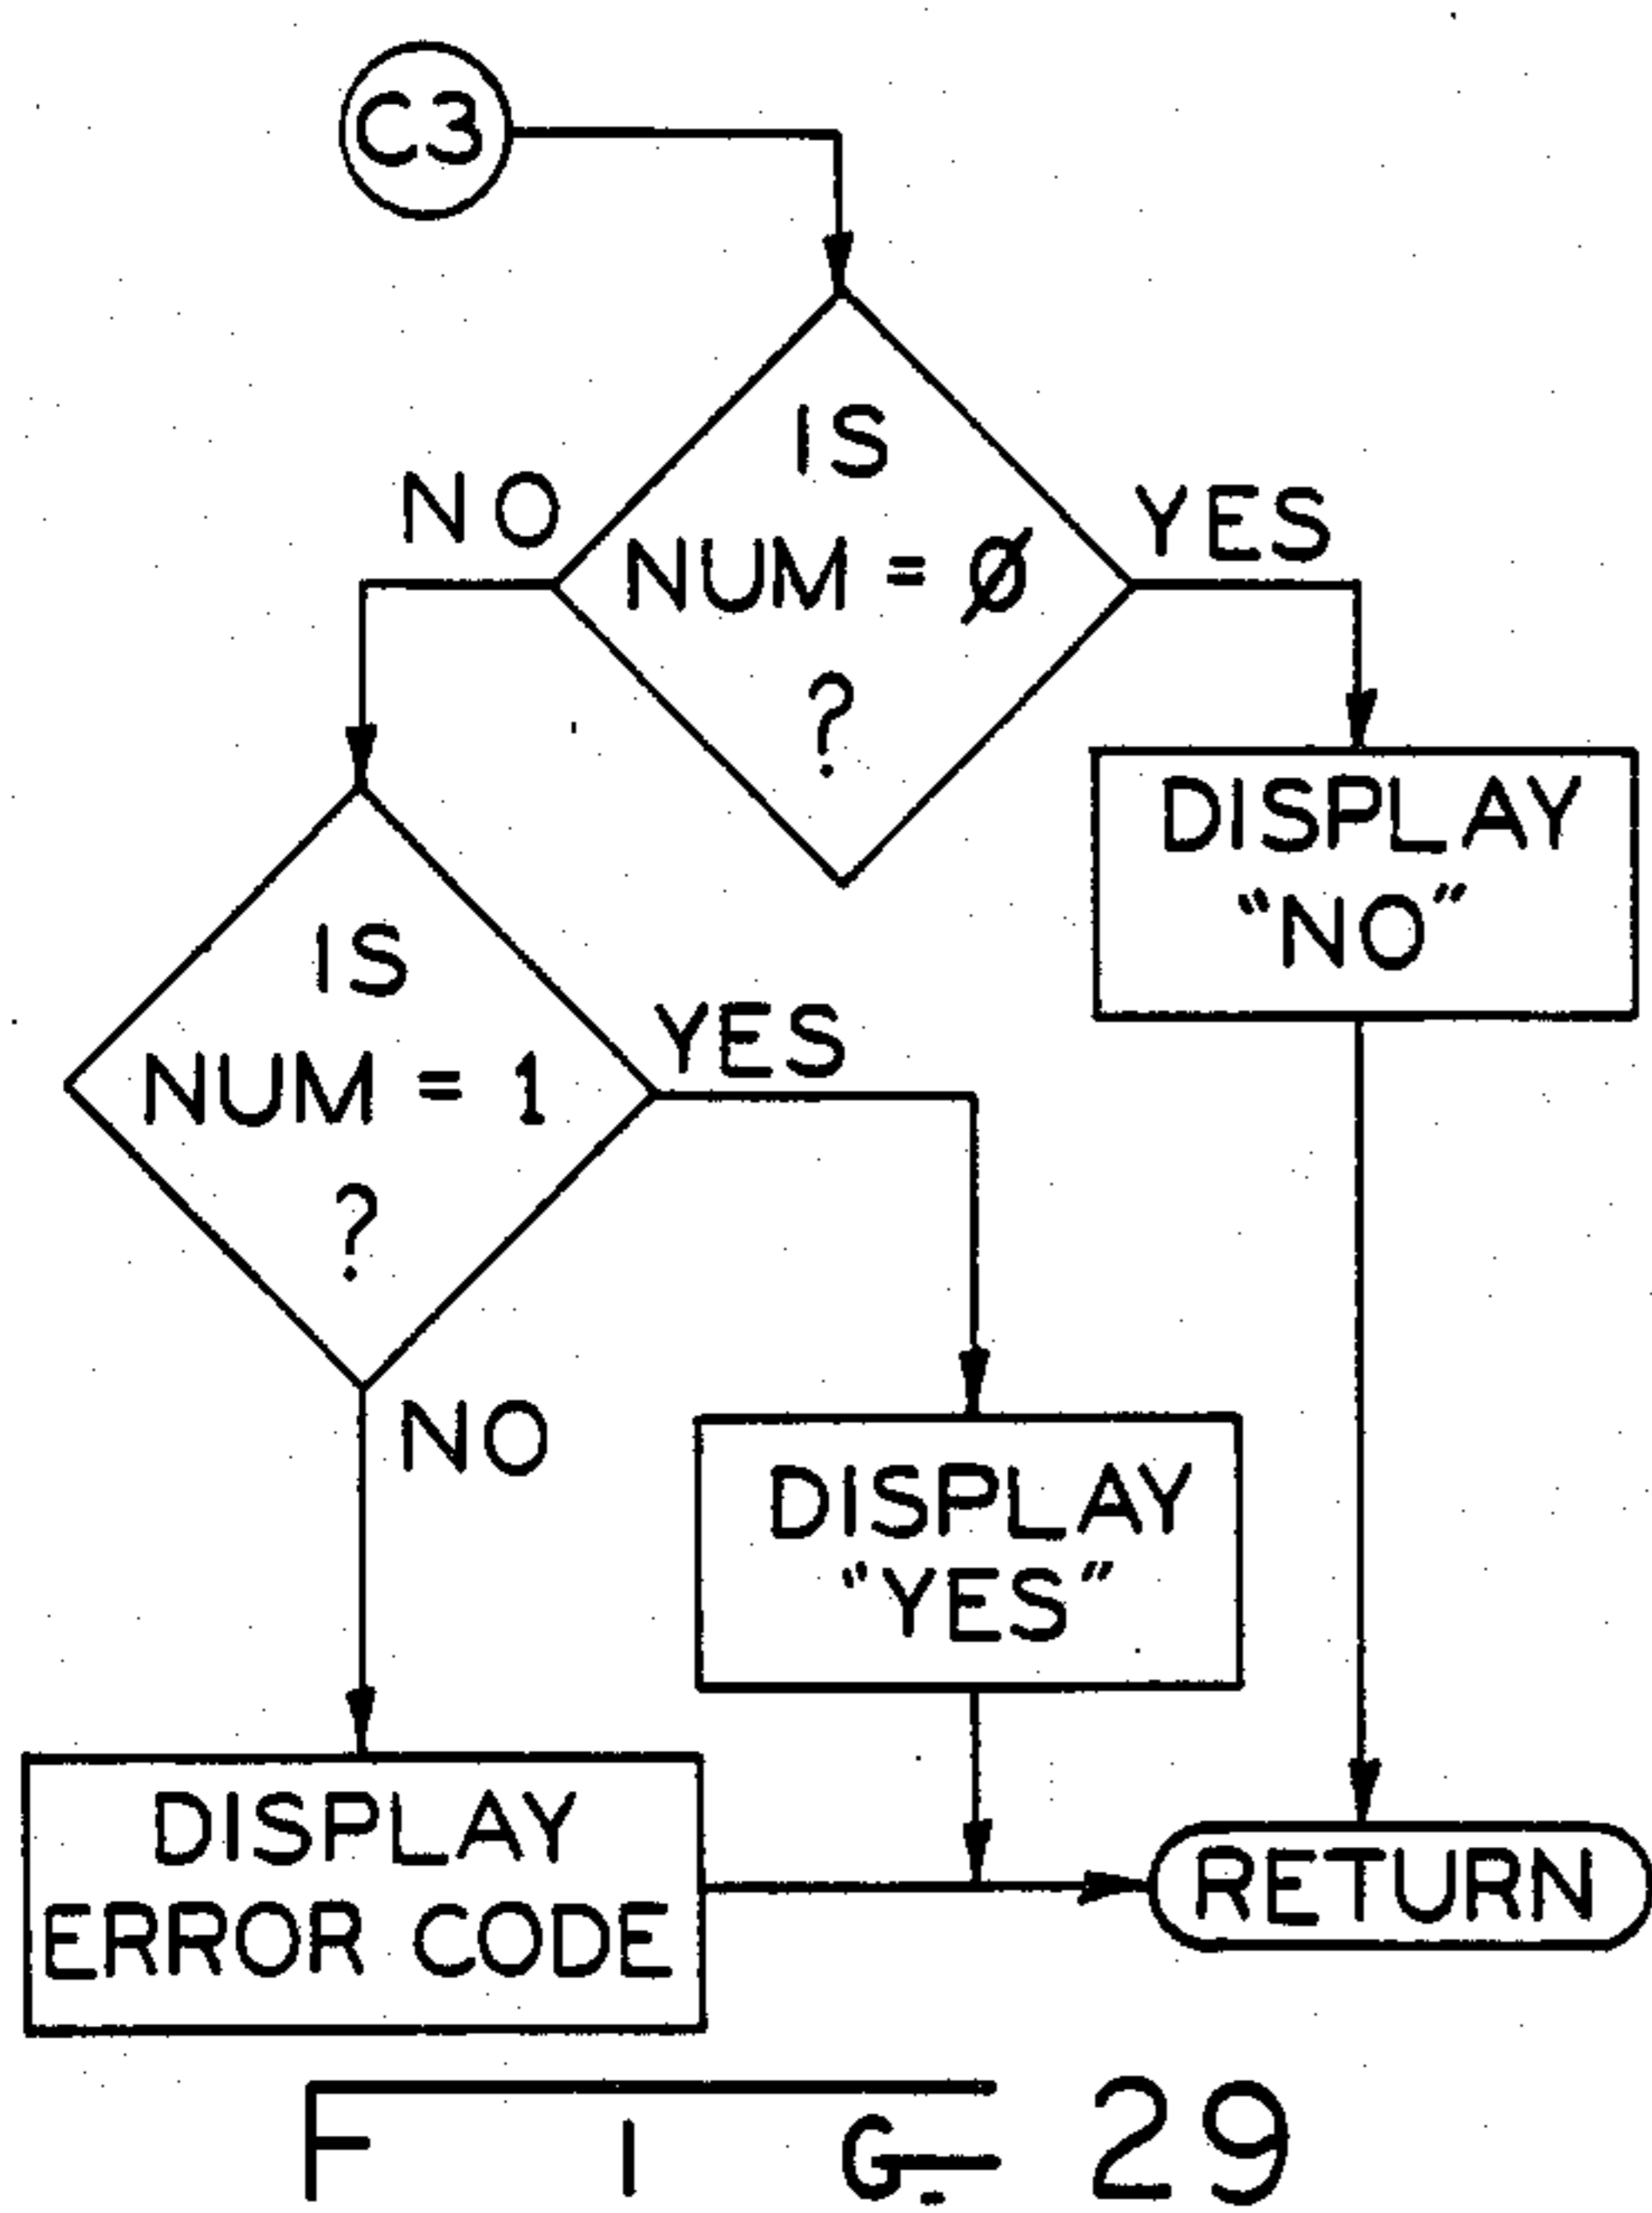 C3
IS
NUM = Ø
?
NO
YES
DISPLAY
"NO"
IS
NUM = 1
?
YES
NO
DISPLAY
"YES"
DISPLAY
ERROR CODE
RETURN
FIG. 29